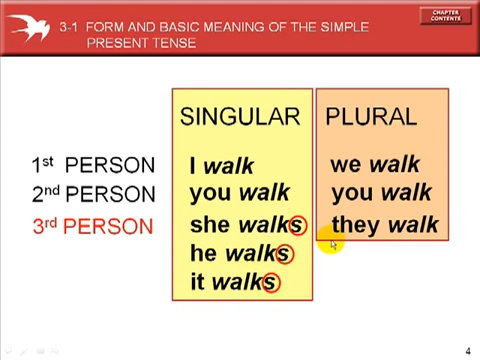 3-1 FORM AND BASIC MEANING OF THE SIMPLE
PRESENT TENSE
CHAPTER
CONTENTS
SINGULAR PLURAL
1st PERSON I walk we walk
2nd PERSON you walk you walk
3rd PERSON she walks they walk
he walks
it walks
4